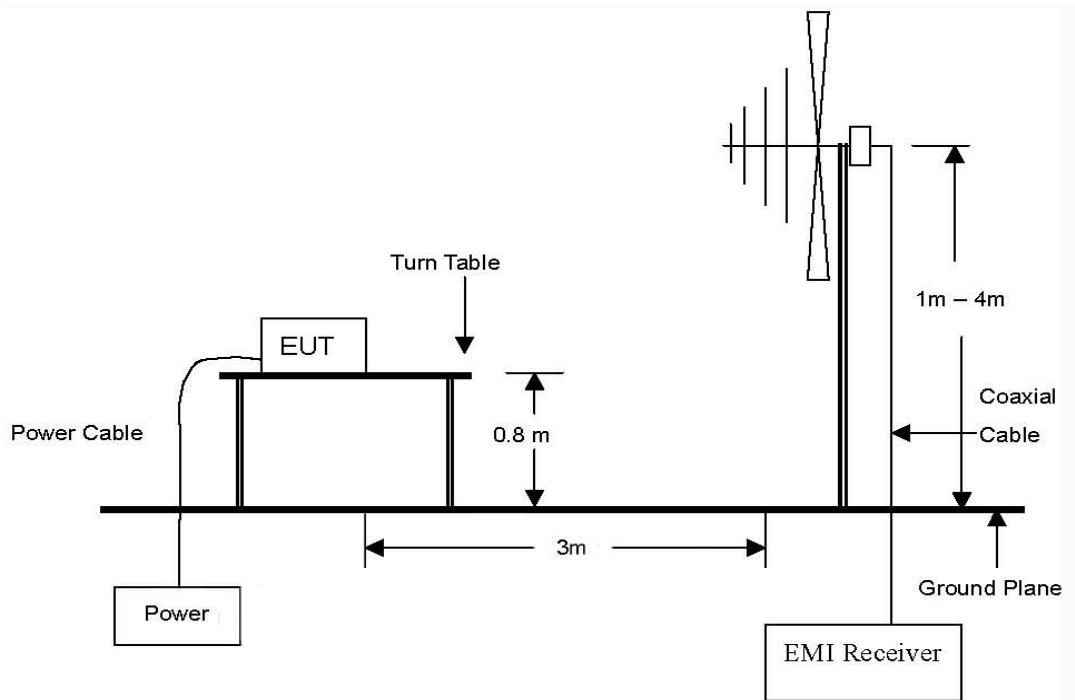 Turn Table
1m – 4m
EUT
Coaxial
Cable
0.8 m
Power Cable
3m
Ground Plane
Power
EMI Receiver